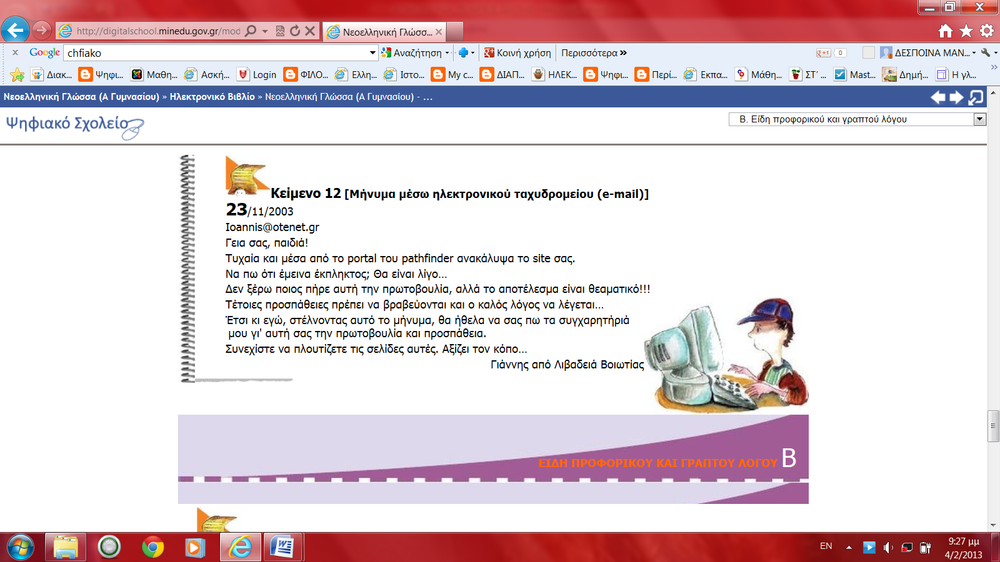 http://digitalschool.minedu.gov.gr/mod
Νεοελληνική Γλώσσ...
Google chfiako Αναζήτηση Κοινή χρήση Περισσότερα » +1 0 ΔΕΣΠΟΙΝΑ ΜΑΝ...
Διακ... Ψηφι... Μαθη... Ασκή... Login ΦΙΛΟ... Ελλη... Ιστο... My c... ΔΙΑΠ... ΗΛΕΚ... Ψηφι... Περί... Εκπα... Μάθη... ΣΤ΄ ... Mast... Δημή... Η γλ...
Νεοελληνική Γλώσσα (Α Γυμνασίου) » Ηλεκτρονικό Βιβλίο » Νεοελληνική Γλώσσα (Α Γυμνασίου) - ...
Ψηφιακό Σχολείο
Β. Είδη προφορικού και γραπτού λόγου
Κείμενο 12 [Μήνυμα μέσω ηλεκτρονικού ταχυδρομείου (e-mail)]
23/11/2003
Ioannis@otenet.gr
Γεια σας, παιδιά!
Τυχαία και μέσα από το portal του pathfinder ανακάλυψα το site σας.
Να πω ότι έμεινα έκπληκτος; Θα είναι λίγο...
Δεν ξέρω ποιος πήρε αυτή την πρωτοβουλία, αλλά το αποτέλεσμα είναι θεαματικό!!!
Τέτοιες προσπάθειες πρέπει να βραβεύονται και ο καλός λόγος να λέγεται...
Έτσι κι εγώ, στέλνοντας αυτό το μήνυμα, θα ήθελα να σας πω τα συγχαρητήριά
μου γι' αυτή σας την πρωτοβουλία και προσπάθεια.
Συνεχίστε να πλουτίζετε τις σελίδες αυτές. Αξίζει τον κόπο...
Γιάννης από Λιβαδειά Βοιωτίας
ΕΙΔΗ ΠΡΟΦΟΡΙΚΟΥ ΚΑΙ ΓΡΑΠΤΟΥ ΛΟΓΟΥ Β
EN
9:27 μμ
4/2/2013